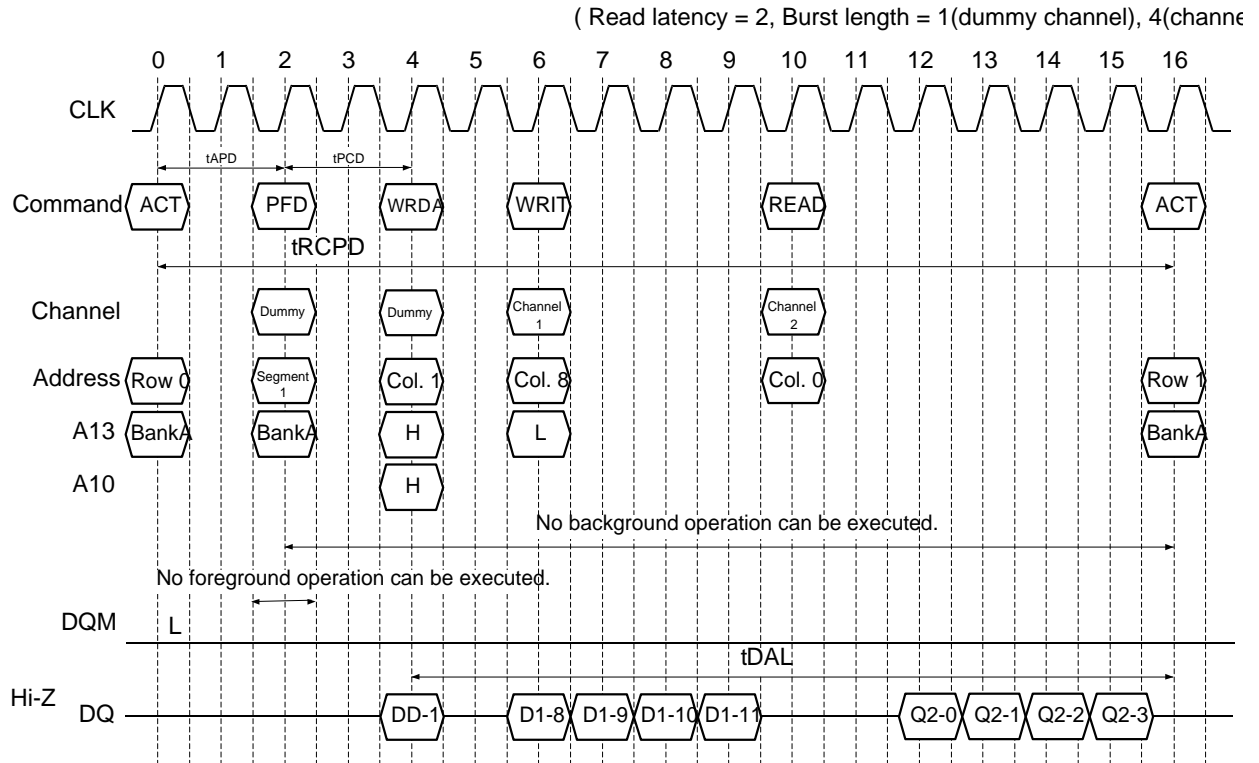 ( Read latency = 2, Burst length = 1(dummy channel), 4(channe
0 1 2 3 4 5 6 7 8 9 10 11 12 13 14 15 16
CLK
tAPD tPCD
Command ACT PFD WRDA WRIT READ ACT
tRCPD
Channel Dummy Dummy Channel 1 Channel 2
Address Row 0 Segment 1 Col. 1 Col. 8 Col. 0 Row 1
A13 BankA BankA H L BankA
A10 H
No background operation can be executed.
No foreground operation can be executed.
DQM L
tDAL
Hi-Z
DQ DD-1 D1-8 D1-9 D1-10 D1-11 Q2-0 Q2-1 Q2-2 Q2-3